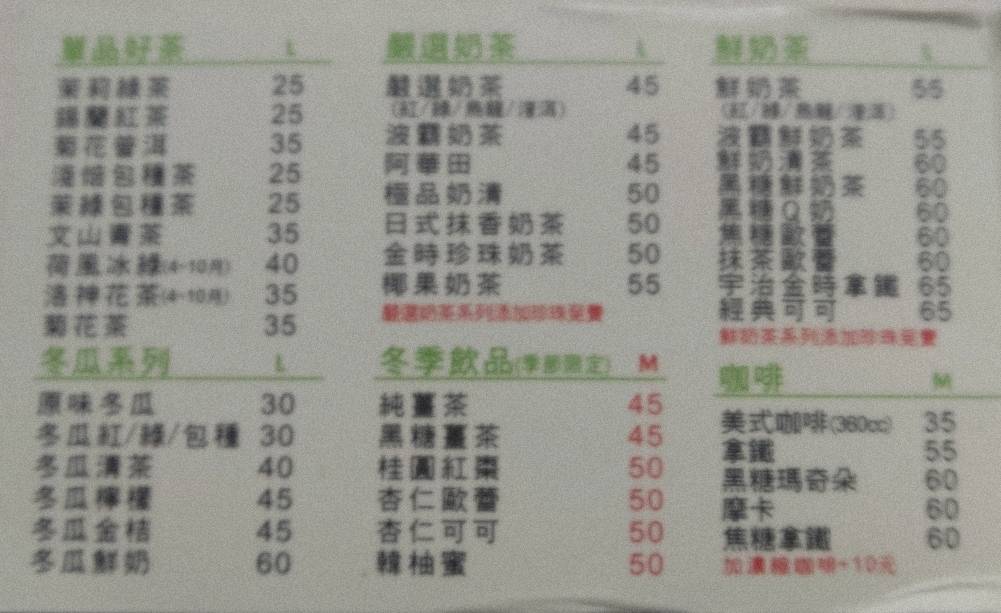 單品好茶 L
茉莉綠茶 25
錫蘭紅茶 25
菊花普洱 35
淺焙包種茶 25
茉綠包種茶 25
文山青茶 35
荷風冰綠(4-10月) 40
洛神花茶(4-10月) 35
菊花茶 35
冬瓜系列 L
原味冬瓜 30
冬瓜紅/綠/包種 30
冬瓜清茶 40
冬瓜檸檬 45
冬瓜金桔 45
冬瓜鮮奶 60
嚴選奶茶 L
嚴選奶茶 45
(紅/綠/烏龍/潽洱)
波霸奶茶 45
阿華田 45
極品奶清 50
日式抹香奶茶 50
金時珍珠奶茶 50
椰果奶茶 55
嚴選奶茶系列添加珍珠免費
冬季飲品(季節限定) M
純薑茶 45
黑糖薑茶 45
桂圓紅棗 50
杏仁歐蕾 50
杏仁可可 50
韓柚蜜 50
鮮奶茶 L
鮮奶茶 55
(紅/綠/烏龍/潽洱)
波霸鮮奶茶 55
鮮奶清茶 60
黑糖鮮奶茶 60
黑糖Q奶 60
焦糖歐蕾 60
抹茶歐蕾 60
宇治金時拿鐵 65
經典可可 65
鮮奶茶系列添加珍珠免費
咖啡 M
美式咖啡(360cc) 35
拿鐵 55
黑糖瑪奇朵 60
摩卡 60
焦糖拿鐵 60
加濃縮咖啡+10元